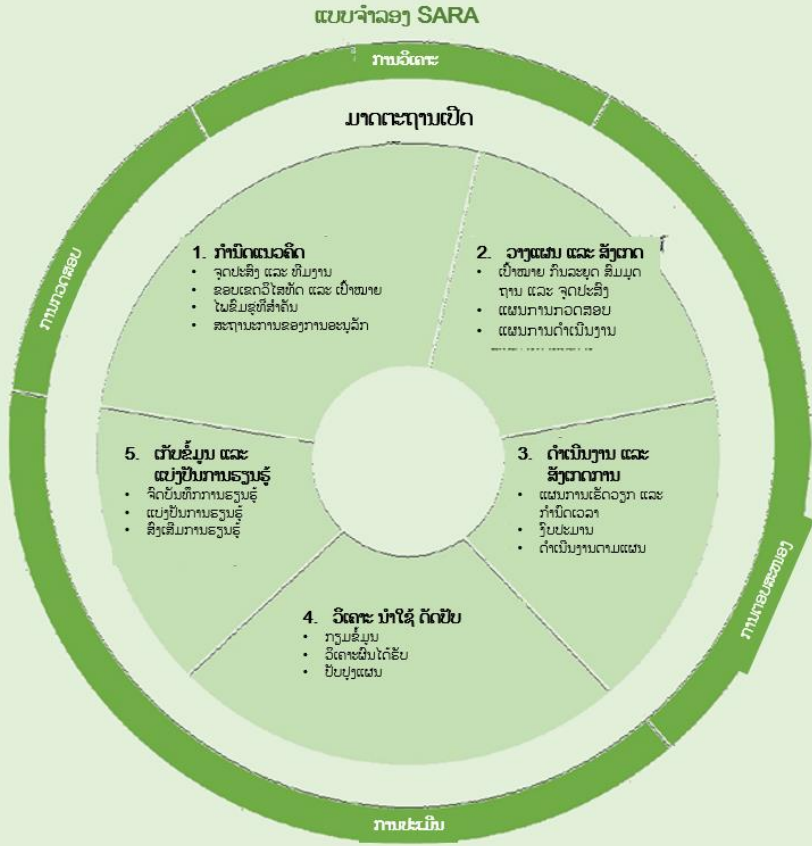 ແບບຈຳລອງ SARA
ການວິເຄາະ
ມາດຕະຖານເປີດ
ການກວດສອບ
1. ກຳນົດແນວຄິດ
• ຈຸດປະສົງ ແລະ ທີມງານ
• ຂອບເຂດວິໄສທັດ ແລະ ເປົ້າໝາຍ
• ໄພຂົ່ມຂູ່ທີ່ສຳຄັນ
• ສະຖານະການຂອງການອະນຸລັກ
2. ວາງແຜນ ແລະ ສັງເກດ
• ເປົ້າໝາຍ ກົນລະຍຸດ ສົມມຸດ
ຖານ ແລະ ຈຸດປະສົງ
• ແຜນການກວດສອບ
• ແຜນການດຳເນີນງານ
3. ດຳເນີນງານ ແລະ
ສັງເກດການ
• ແຜນການເຮັດວຽກ ແລະ
ກຳນົດເວລາ
• ງົບປະມານ
• ດຳເນີນງານຕາມແຜນ
4. ວິເຄາະ ນຳໃຊ້ ດັດປັບ
• ກຽມຂໍ້ມູນ
• ວິເຄາະຜົນໄດ້ຮັບ
• ປັບປຸງແຜນ
5. ເກັບຂໍ້ມູນ ແລະ
ແບ່ງປັນການຮຽນຮູ້
• ຈົດບັນທຶກການຮຽນຮູ້
• ແບ່ງປັນການຮຽນຮູ້
• ສົ່ງເສີມການຮຽນຮູ້
ການຕອບສະໜອງ
ການປະເມີນ